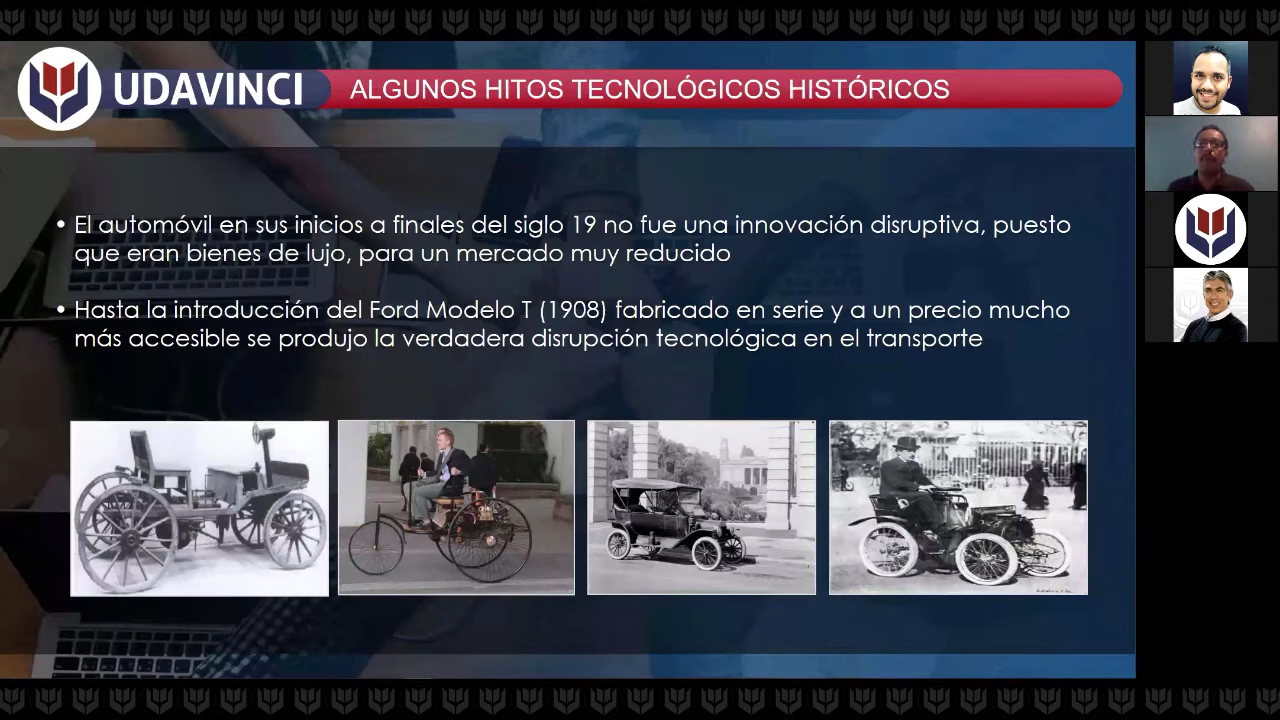 UDAVINCI
ALGUNOS HITOS TECNOLÓGICOS HISTÓRICOS
• El automóvil en sus inicios a finales del siglo 19 no fue una innovación disruptiva, puesto
que eran bienes de lujo, para un mercado muy reducido
• Hasta la introducción del Ford Modelo T (1908) fabricado en serie y a un precio mucho
más accesible se produjo la verdadera disrupción tecnológica en el transporte